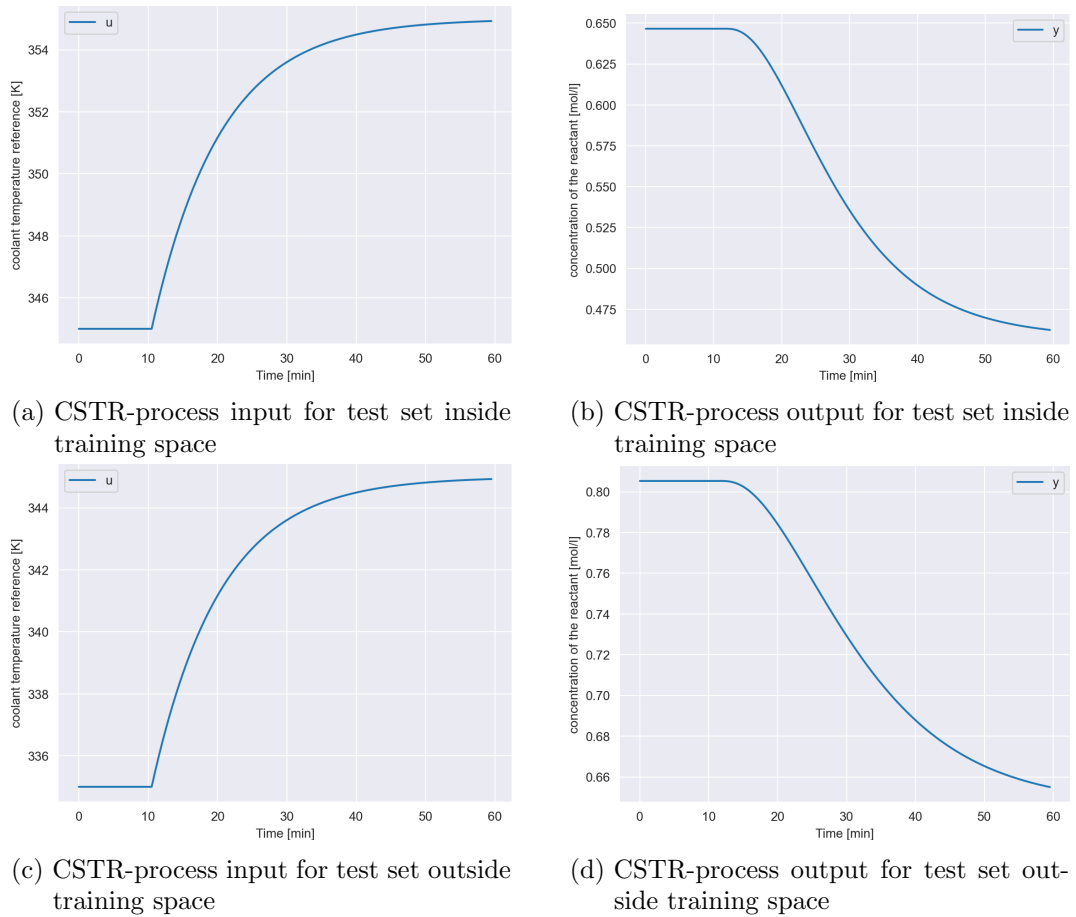 u
coolant temperature reference [K]
354
352
350
348
346
0 10 20 30 40 50 60
Time [min]
y
concentration of the reactant [mol/l]
0.650
0.625
0.600
0.575
0.550
0.525
0.500
0.475
0 10 20 30 40 50 60
Time [min]
(a) CSTR-process input for test set inside
training space
(b) CSTR-process output for test set inside
training space
u
coolant temperature reference [K]
344
342
340
338
336
0 10 20 30 40 50 60
Time [min]
y
concentration of the reactant [mol/l]
0.80
0.78
0.76
0.74
0.72
0.70
0.68
0.66
0 10 20 30 40 50 60
Time [min]
(c) CSTR-process input for test set outside
training space
(d) CSTR-process output for test set out-
side training space